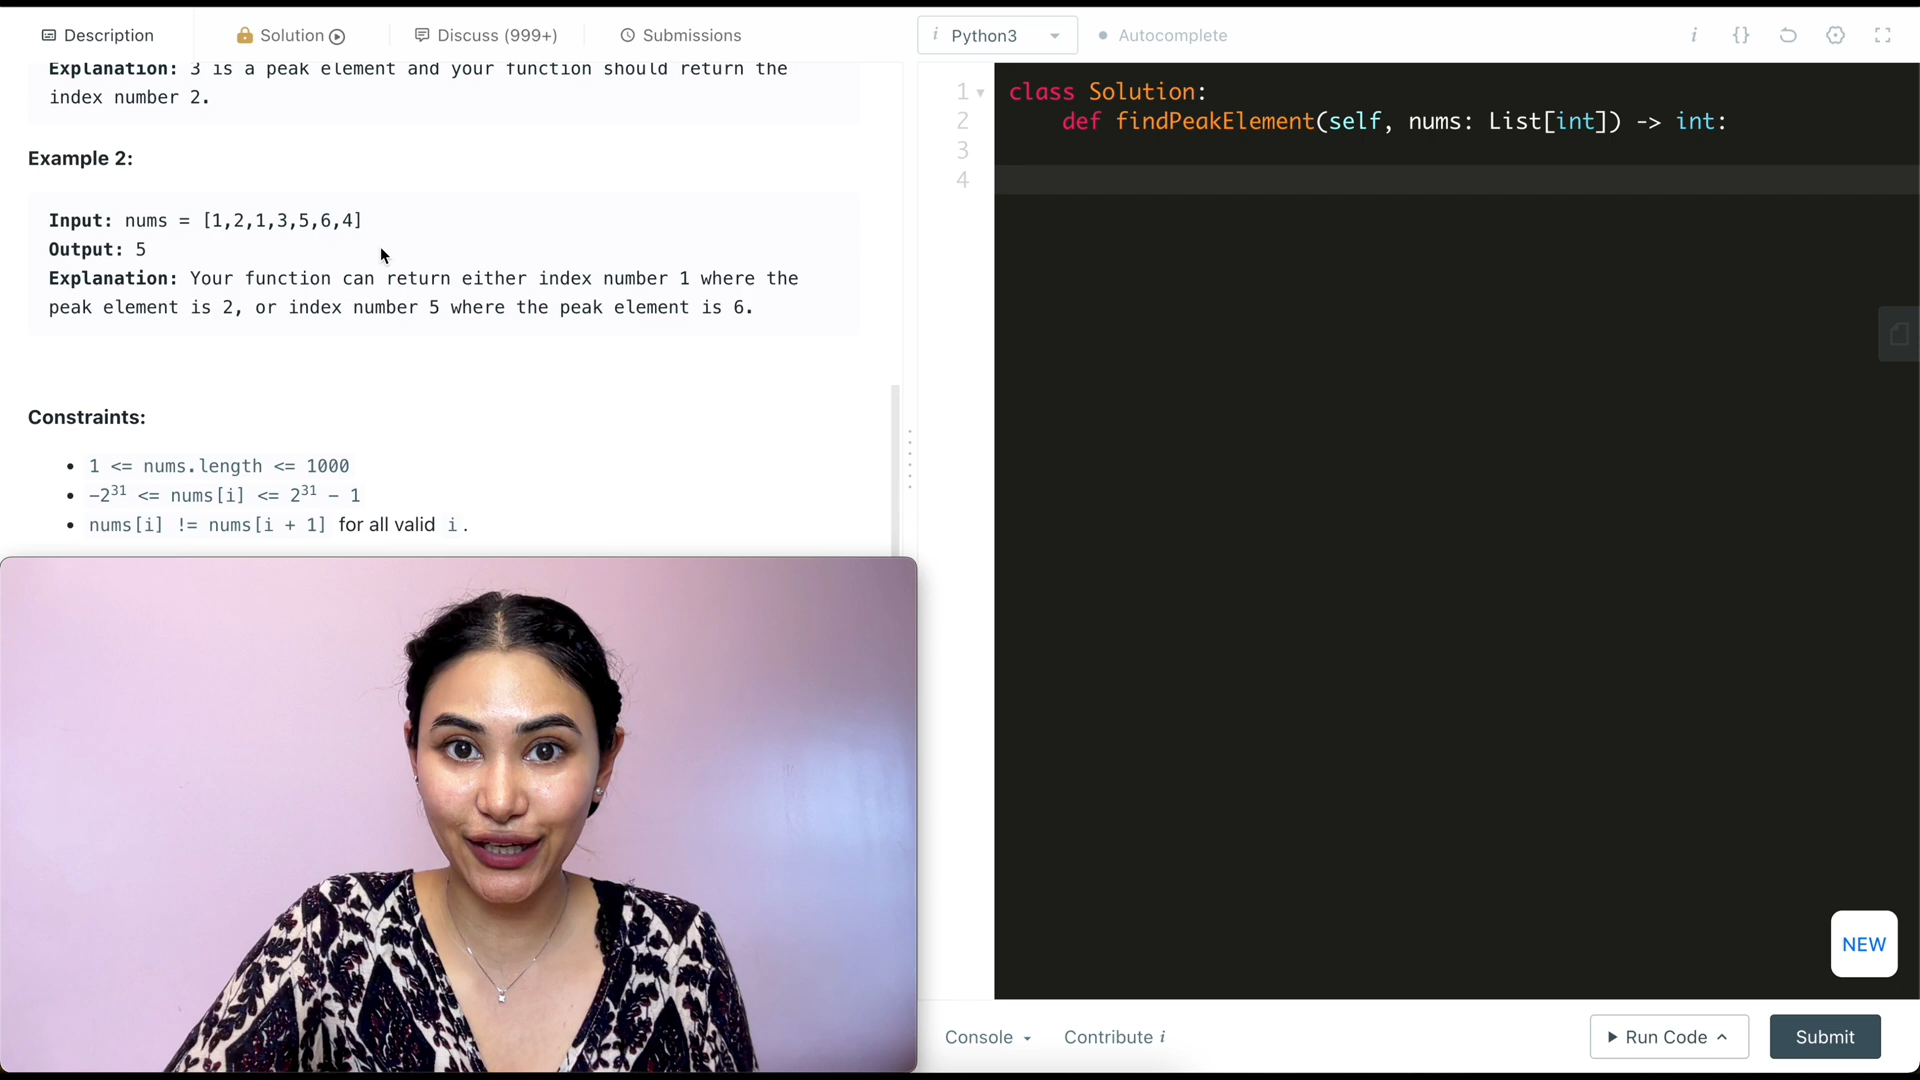 Description
Solution
Discuss (999+)
Submissions
i Python3
Autocomplete
i {}
Explanation: 3 is a peak element and your function should return the
index number 2.
Example 2:
Input: nums = [1,2,1,3,5,6,4]
Output: 5
Explanation: Your function can return either index number 1 where the
peak element is 2, or index number 5 where the peak element is 6.
Constraints:
• 1 <= nums.length <= 1000
• -2³¹ <= nums[i] <= 2³¹ - 1
• nums[i] != nums[i + 1] for all valid i.
1 class Solution:
2     def findPeakElement(self, nums: List[int]) -> int:
3
4
NEW
Console
Contribute i
Run Code
Submit